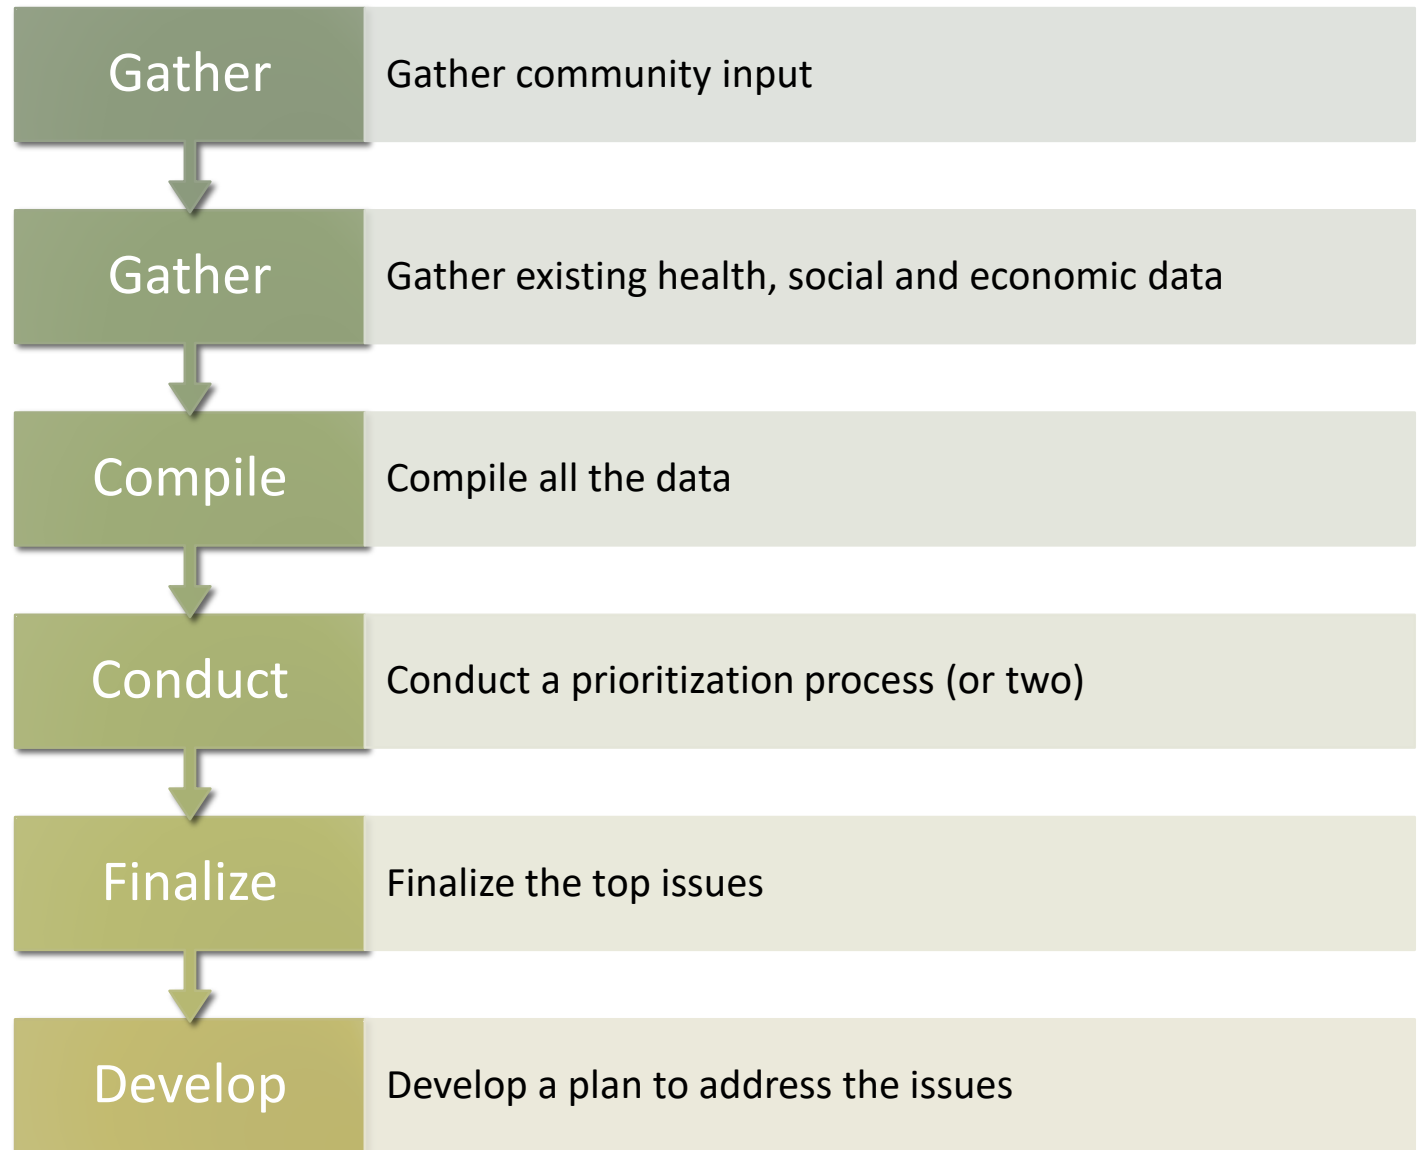 Gather
Gather community input
Gather
Gather existing health, social and economic data
Compile
Compile all the data
Conduct
Conduct a prioritization process (or two)
Finalize
Finalize the top issues
Develop
Develop a plan to address the issues